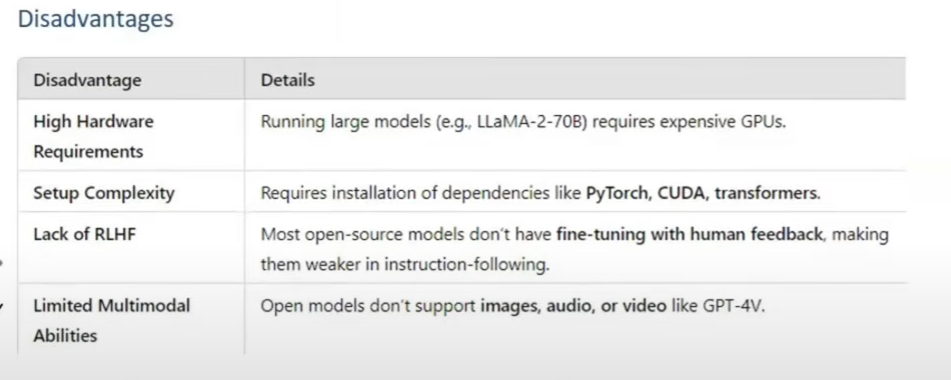 Disadvantages
Disadvantage Details
High Hardware Requirements Running large models (e.g., LLaMA-2-70B) requires expensive GPUs.
Setup Complexity Requires installation of dependencies like PyTorch, CUDA, transformers.
Lack of RLHF Most open-source models don't have fine-tuning with human feedback, making
them weaker in instruction-following.
Limited Multimodal Abilities Open models don't support images, audio, or video like GPT-4V.